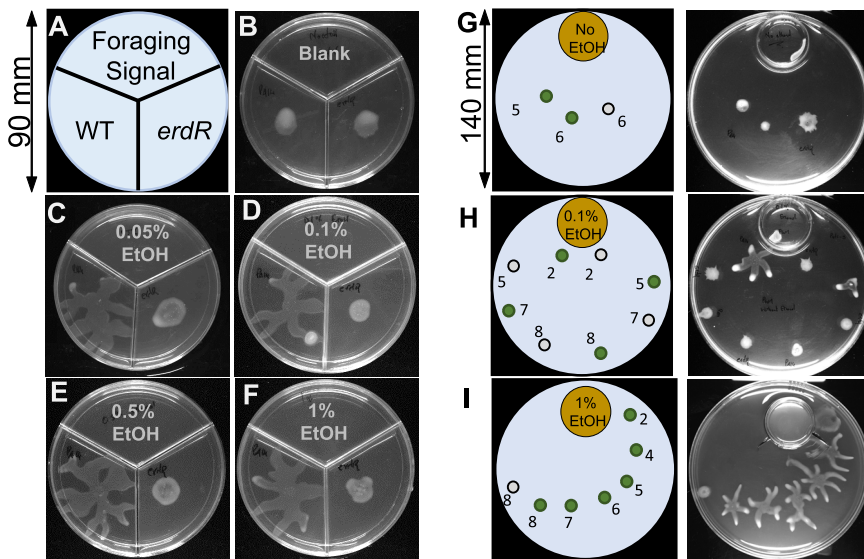 A
Foraging
Signal
WT
erdR
90 mm
B
Blank
C
0.05%
EtOH
D
0.1%
EtOH
E
0.5%
EtOH
F
1%
EtOH
G
No
EtOH
140 mm
5
6
6
H
0.1%
EtOH
2
2
5
5
7
7
8
8
I
1%
EtOH
2
4
5
6
7
8
8